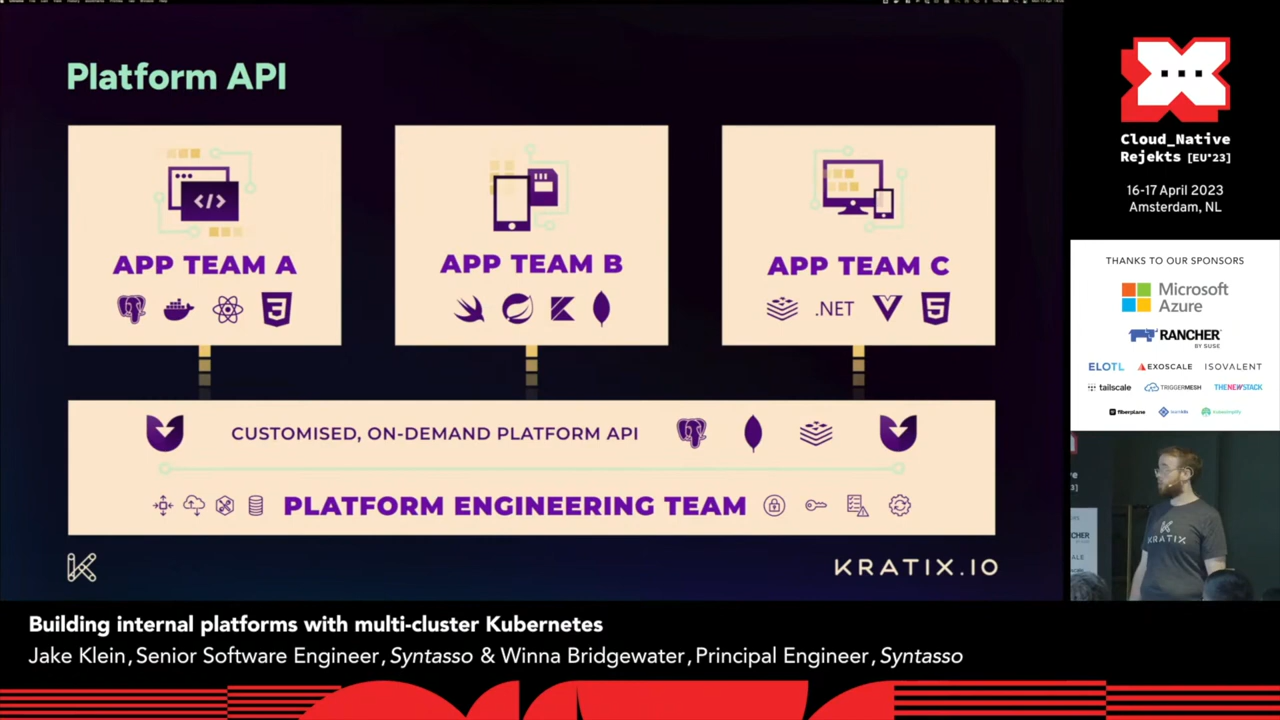 Platform API
</>
3
APP TEAM A
APP TEAM B
.NET
5
APP TEAM C
CUSTOMISED, ON-DEMAND PLATFORM API
PLATFORM ENGINEERING TEAM
KRATIX.IO
Cloud_Native
Rejekts [EU'23]
16-17 April 2023
Amsterdam, NL
THANKS TO OUR SPONSORS
Microsoft
Azure
RANCHER
BY SUSE
ELOTL
EXOSCALE
ISOVALENT
tailscale
TRIGGERMESH
THENEWSTACK
fiberplane
KRATIX
Building internal platforms with multi-cluster Kubernetes
Jake Klein, Senior Software Engineer, Syntasso & Winna Bridgewater, Principal Engineer, Syntasso